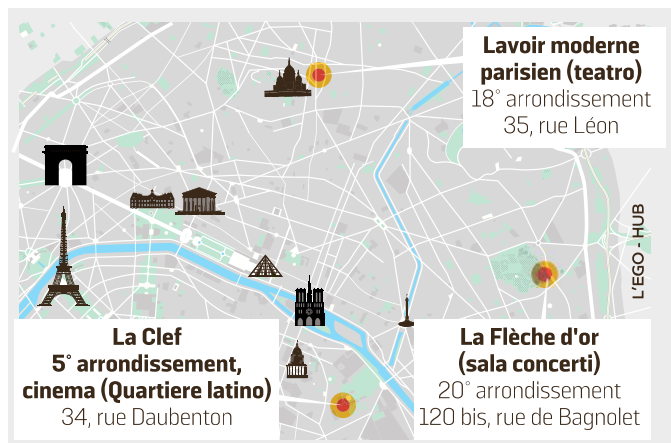 Lavoir moderne
parisien (teatro)
18° arrondissement
35, rue Léon
L'EGO - HUB
La Clef
5° arrondissement,
cinema (Quartiere latino)
34, rue Daubenton
La Flèche d'or
(sala concerti)
20° arrondissement
120 bis, rue de Bagnolet